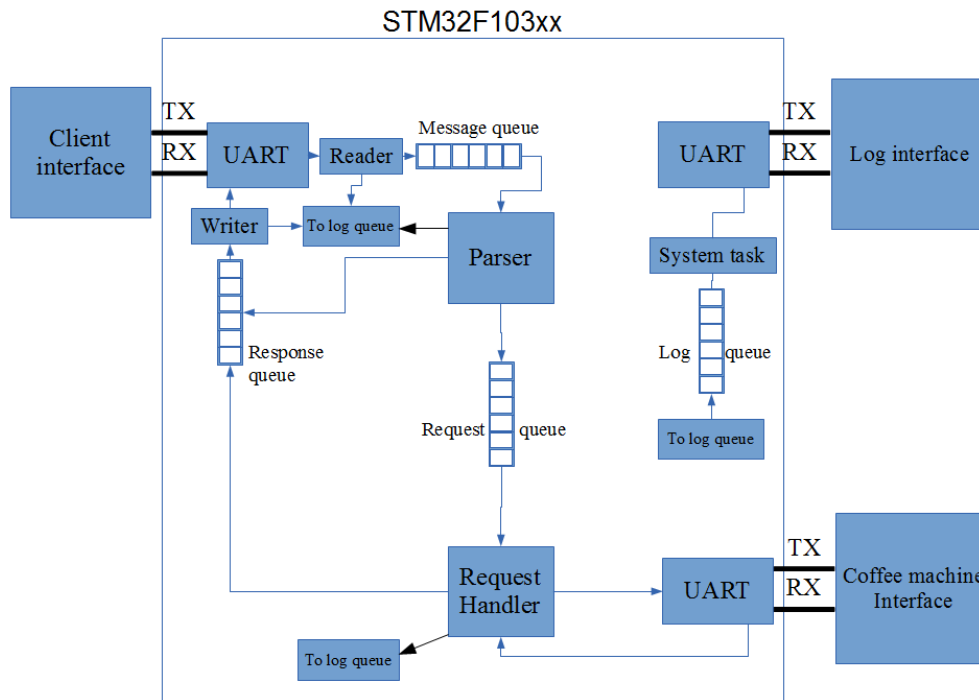 STM32F103xx
Client
interface
TX
RX
UART
Reader
Message queue
Writer
To log queue
Parser
Response
queue
Request queue
Request
Handler
To log queue
UART
TX
RX
Log interface
System task
Log queue
To log queue
UART
TX
RX
Coffee machine
Interface